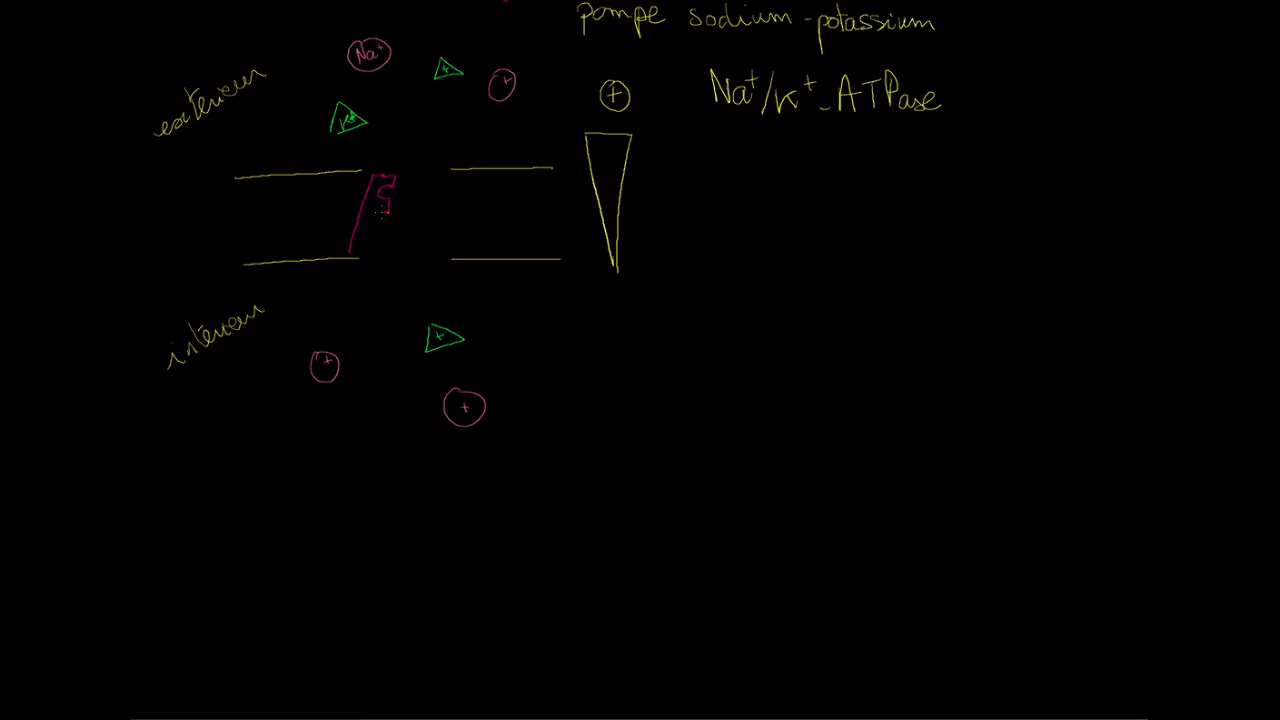 pompe sodium-potassium
Na⁺/K⁺-ATPase
Na⁺
+
+
K⁺
+
extérieur
intérieur
+
+
+